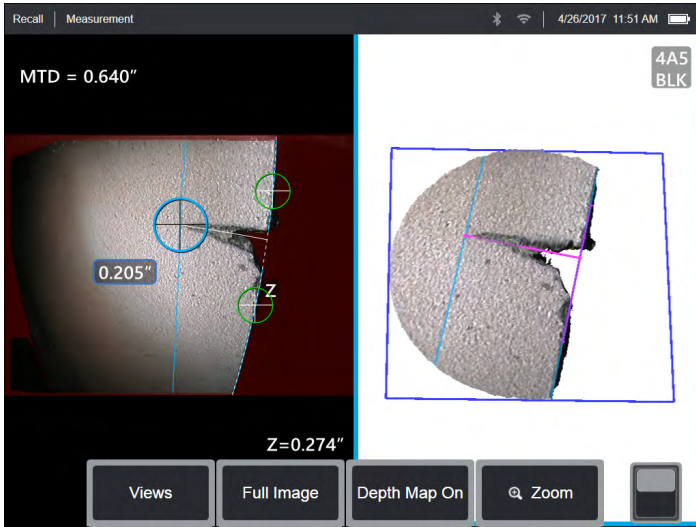 Recall | Measurement
4/26/2017 11:51 AM
MTD = 0.640"
4A5
BLK
0.205"
Z
Z=0.274"
Views
Full Image
Depth Map On
Zoom